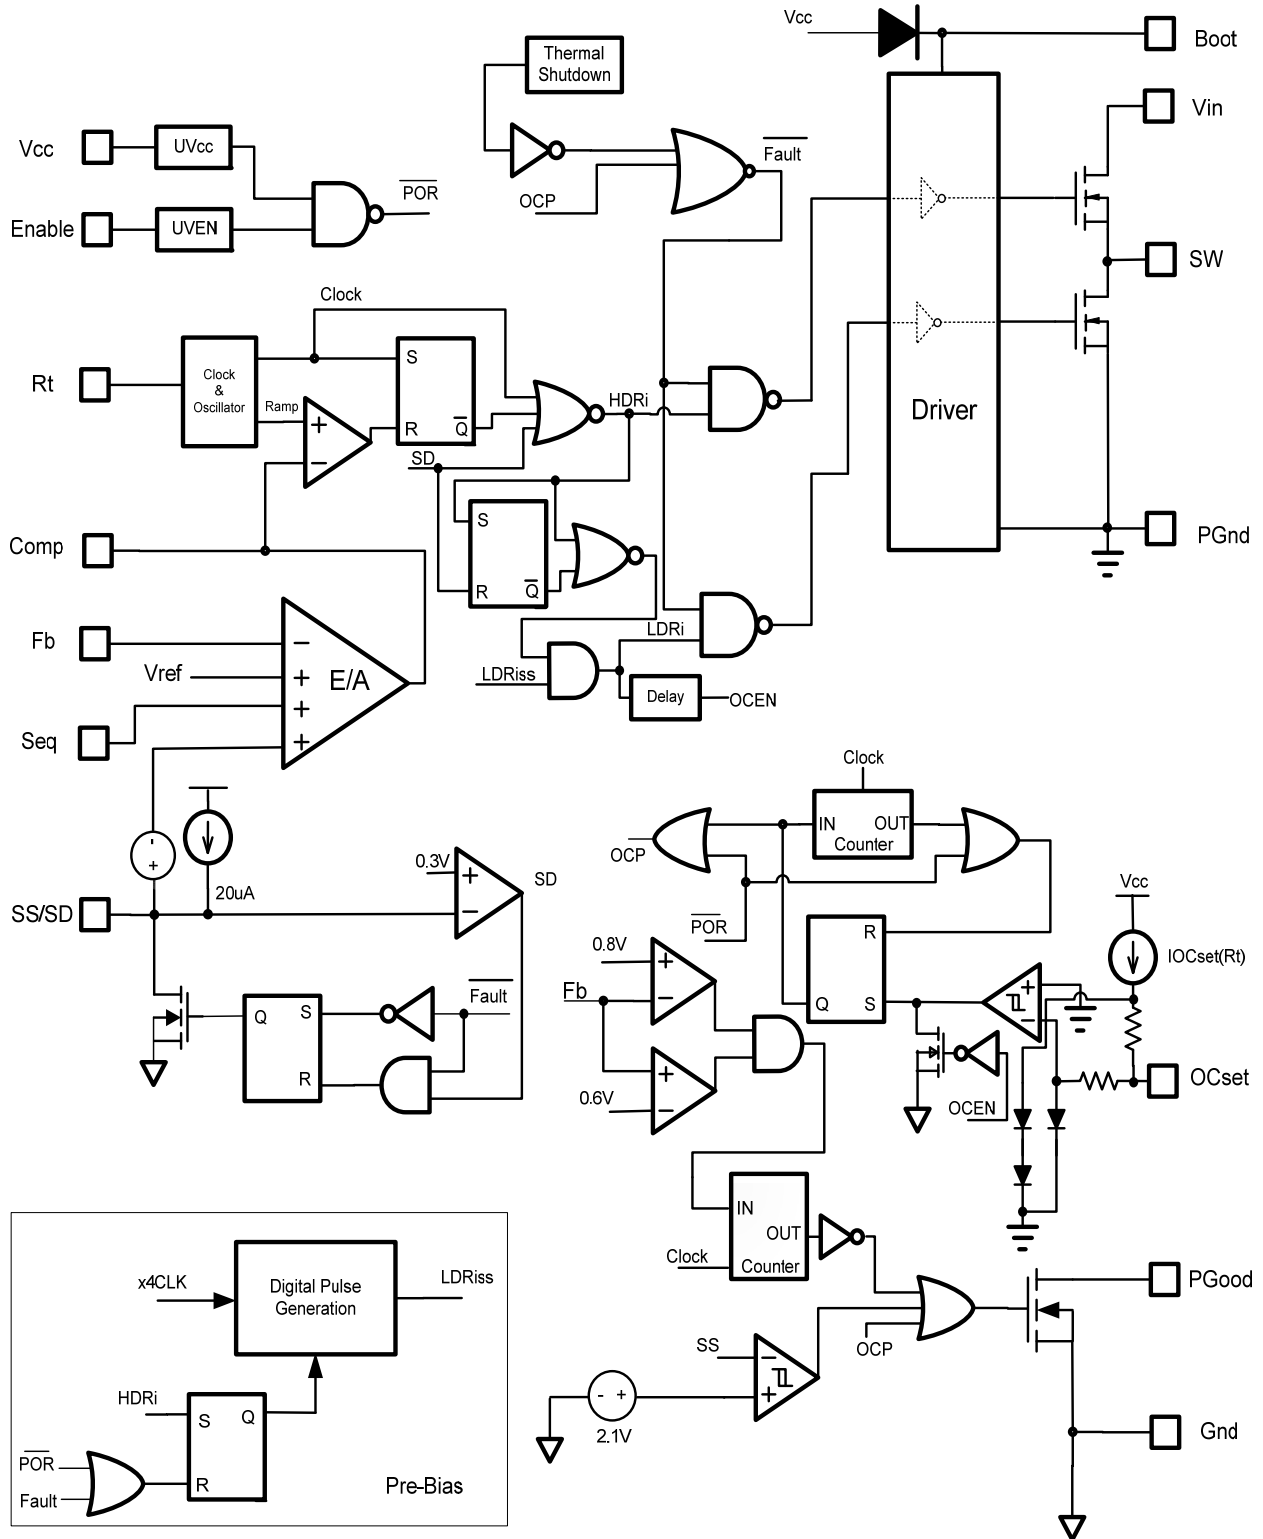 Vcc
Boot
Thermal
Shutdown
Vin
Vcc
UVcc
Fault
POR
OCP
Enable
UVEN
SW
Clock
S
Rt
Clock
&
Oscillator
Ramp
+
HDRi
Driver
R
Q
−
SD
S
PGnd
Comp
R
Q
Fb
−
LDRi
Vref
+
E/A
LDRiss
+
Delay
OCEN
Seq
+
Clock
IN
OUT
Counter
OCP
-
+
0.3V
+
SD
Vcc
20uA
SS/SD
−
POR
R
0.8V
+
IOCset(Rt)
Fault
Fb
−
Q
S
+
−
Q
S
R
+
OCset
0.6V
−
OCEN
IN
OUT
Clock
Counter
PGood
x4CLK
Digital Pulse
Generation
LDRiss
SS
−
OCP
HDRi
S
Q
- +
+
2.1V
Gnd
POR
R
Pre-Bias
Fault